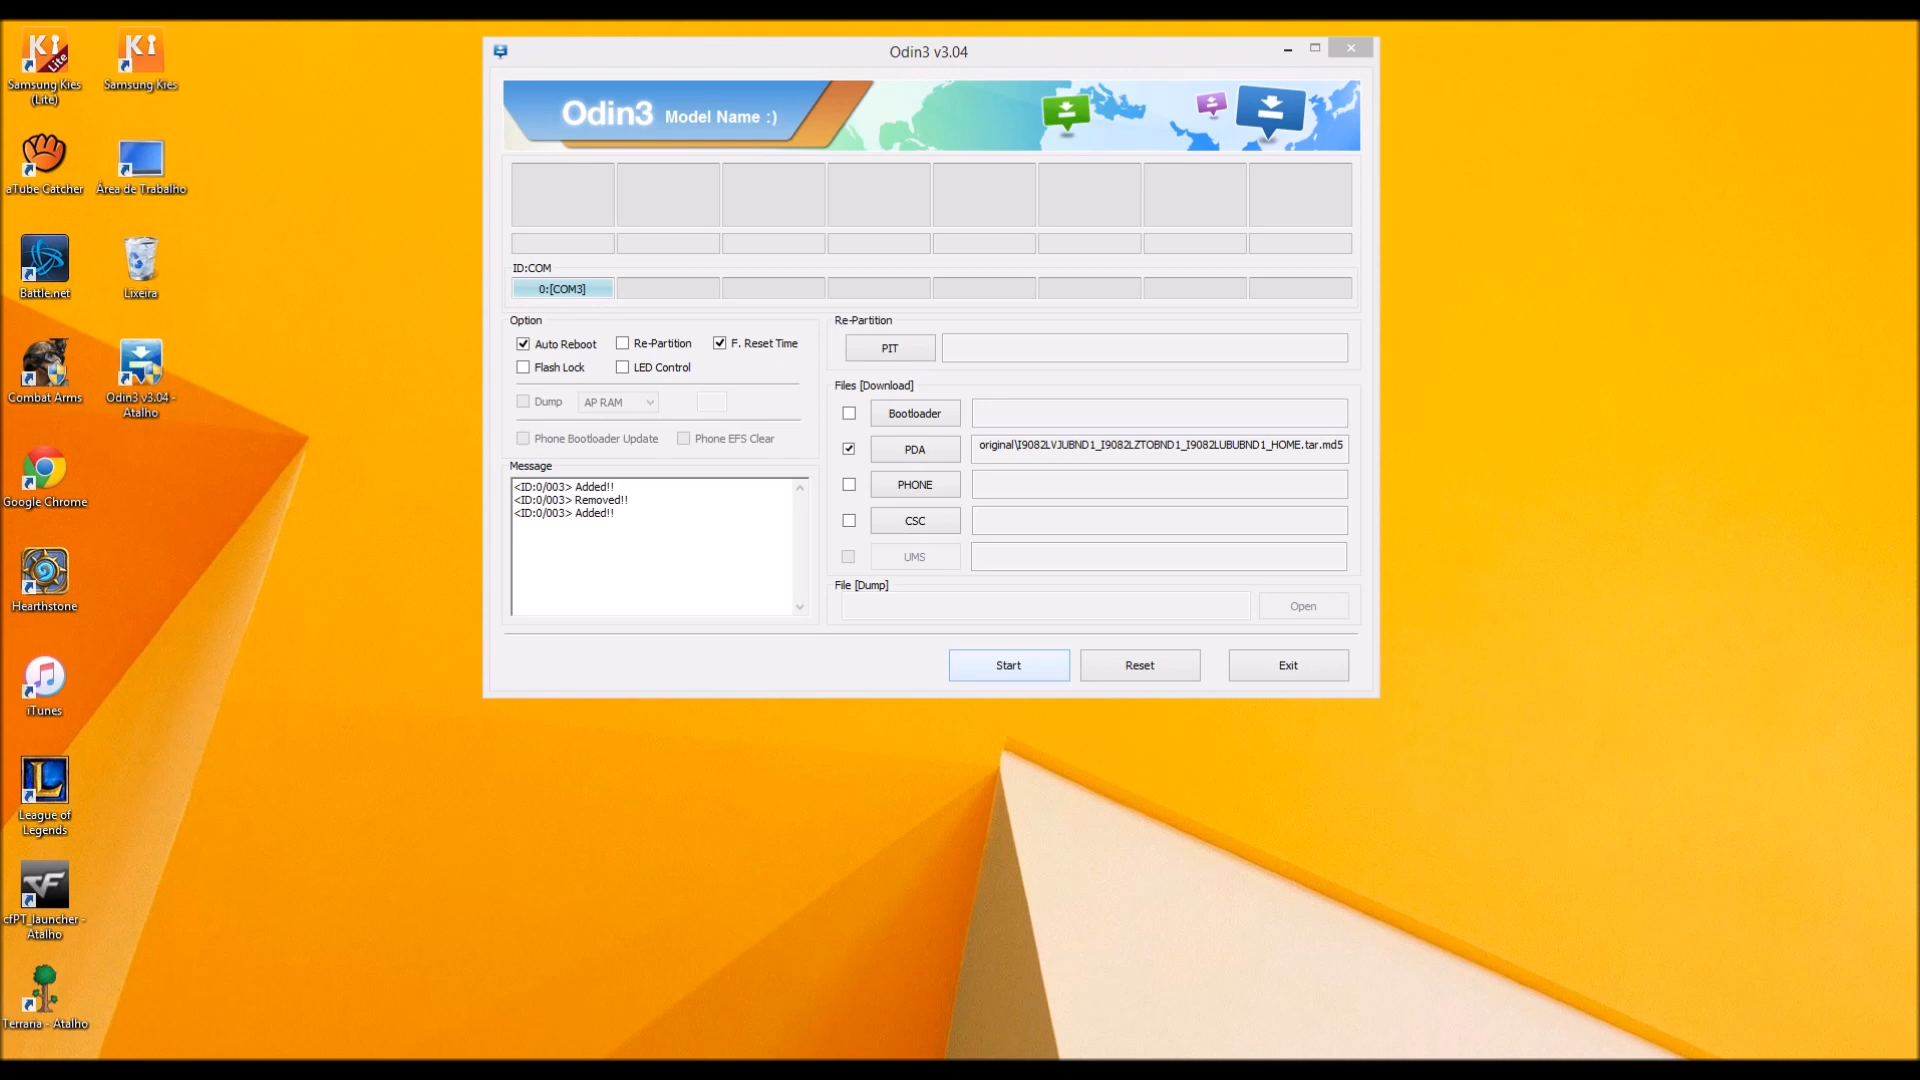 Samsung Kies
(Lite)
Samsung Kies
aTube Catcher
Área de Trabalho
Battle.net
Lixeira
Combat Arms
Odin3 v3.04 -
Atalho
Google Chrome
Hearthstone
iTunes
League of
Legends
cfPT_launcher -
Atalho
Terraria - Atalho
Odin3 v3.04
Odin3 Model Name :)
ID:COM
0:[COM3]
Option
Auto Reboot Re-Partition F. Reset Time
Flash Lock LED Control
Dump AP RAM
Phone Bootloader Update Phone EFS Clear
Message
<ID:0/003> Added!!
<ID:0/003> Removed!!
<ID:0/003> Added!!
Re-Partition
PIT
Files [Download]
Bootloader
PDA original\I9082LVJUBND1_I9082LZTOBND1_I9082LUBUBND1_HOME.tar.md5
PHONE
CSC
UMS
File [Dump]
Open
Start Reset Exit